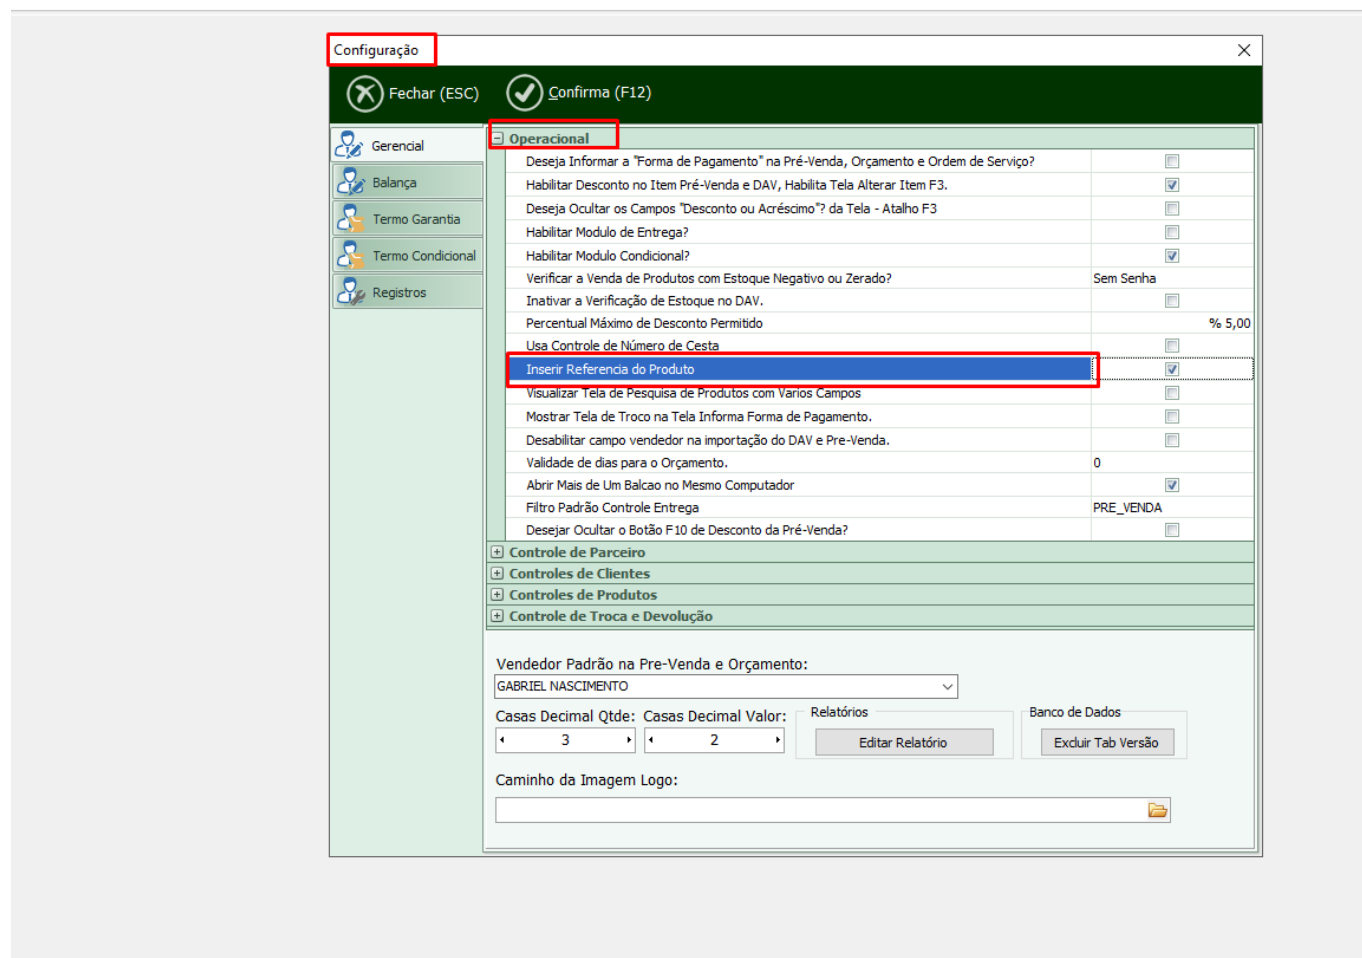 Configuração
Fechar (ESC)
Confirma (F12)
Gerencial
Balança
Termo Garantia
Termo Condicional
Registros
Operacional
Deseja Informar a "Forma de Pagamento" na Pré-Venda, Orçamento e Ordem de Serviço?
Habilitar Desconto no Item Pré-Venda e DAV, Habilita Tela Alterar Item F3.
Deseja Ocultar os Campos "Desconto ou Acréscimo"? da Tela - Atalho F3
Habilitar Modulo de Entrega?
Habilitar Modulo Condicional?
Verificar a Venda de Produtos com Estoque Negativo ou Zerado? Sem Senha
Inativar a Verificação de Estoque no DAV.
Percentual Máximo de Desconto Permitido % 5,00
Usa Controle de Número de Cesta
Inserir Referencia do Produto
Visualizar Tela de Pesquisa de Produtos com Varios Campos
Mostrar Tela de Troco na Tela Informa Forma de Pagamento.
Desabilitar campo vendedor na importação do DAV e Pre-Venda.
Validade de dias para o Orçamento. 0
Abrir Mais de Um Balcao no Mesmo Computador
Filtro Padrão Controle Entrega PRE_VENDA
Desejar Ocultar o Botão F10 de Desconto da Pré-Venda?
Controle de Parceiro
Controles de Clientes
Controles de Produtos
Controle de Troca e Devolução
Vendedor Padrão na Pre-Venda e Orçamento:
GABRIEL NASCIMENTO
Casas Decimal Qtde: Casas Decimal Valor: Relatórios Banco de Dados
3 2 Editar Relatório Excluir Tab Versão
Caminho da Imagem Logo: